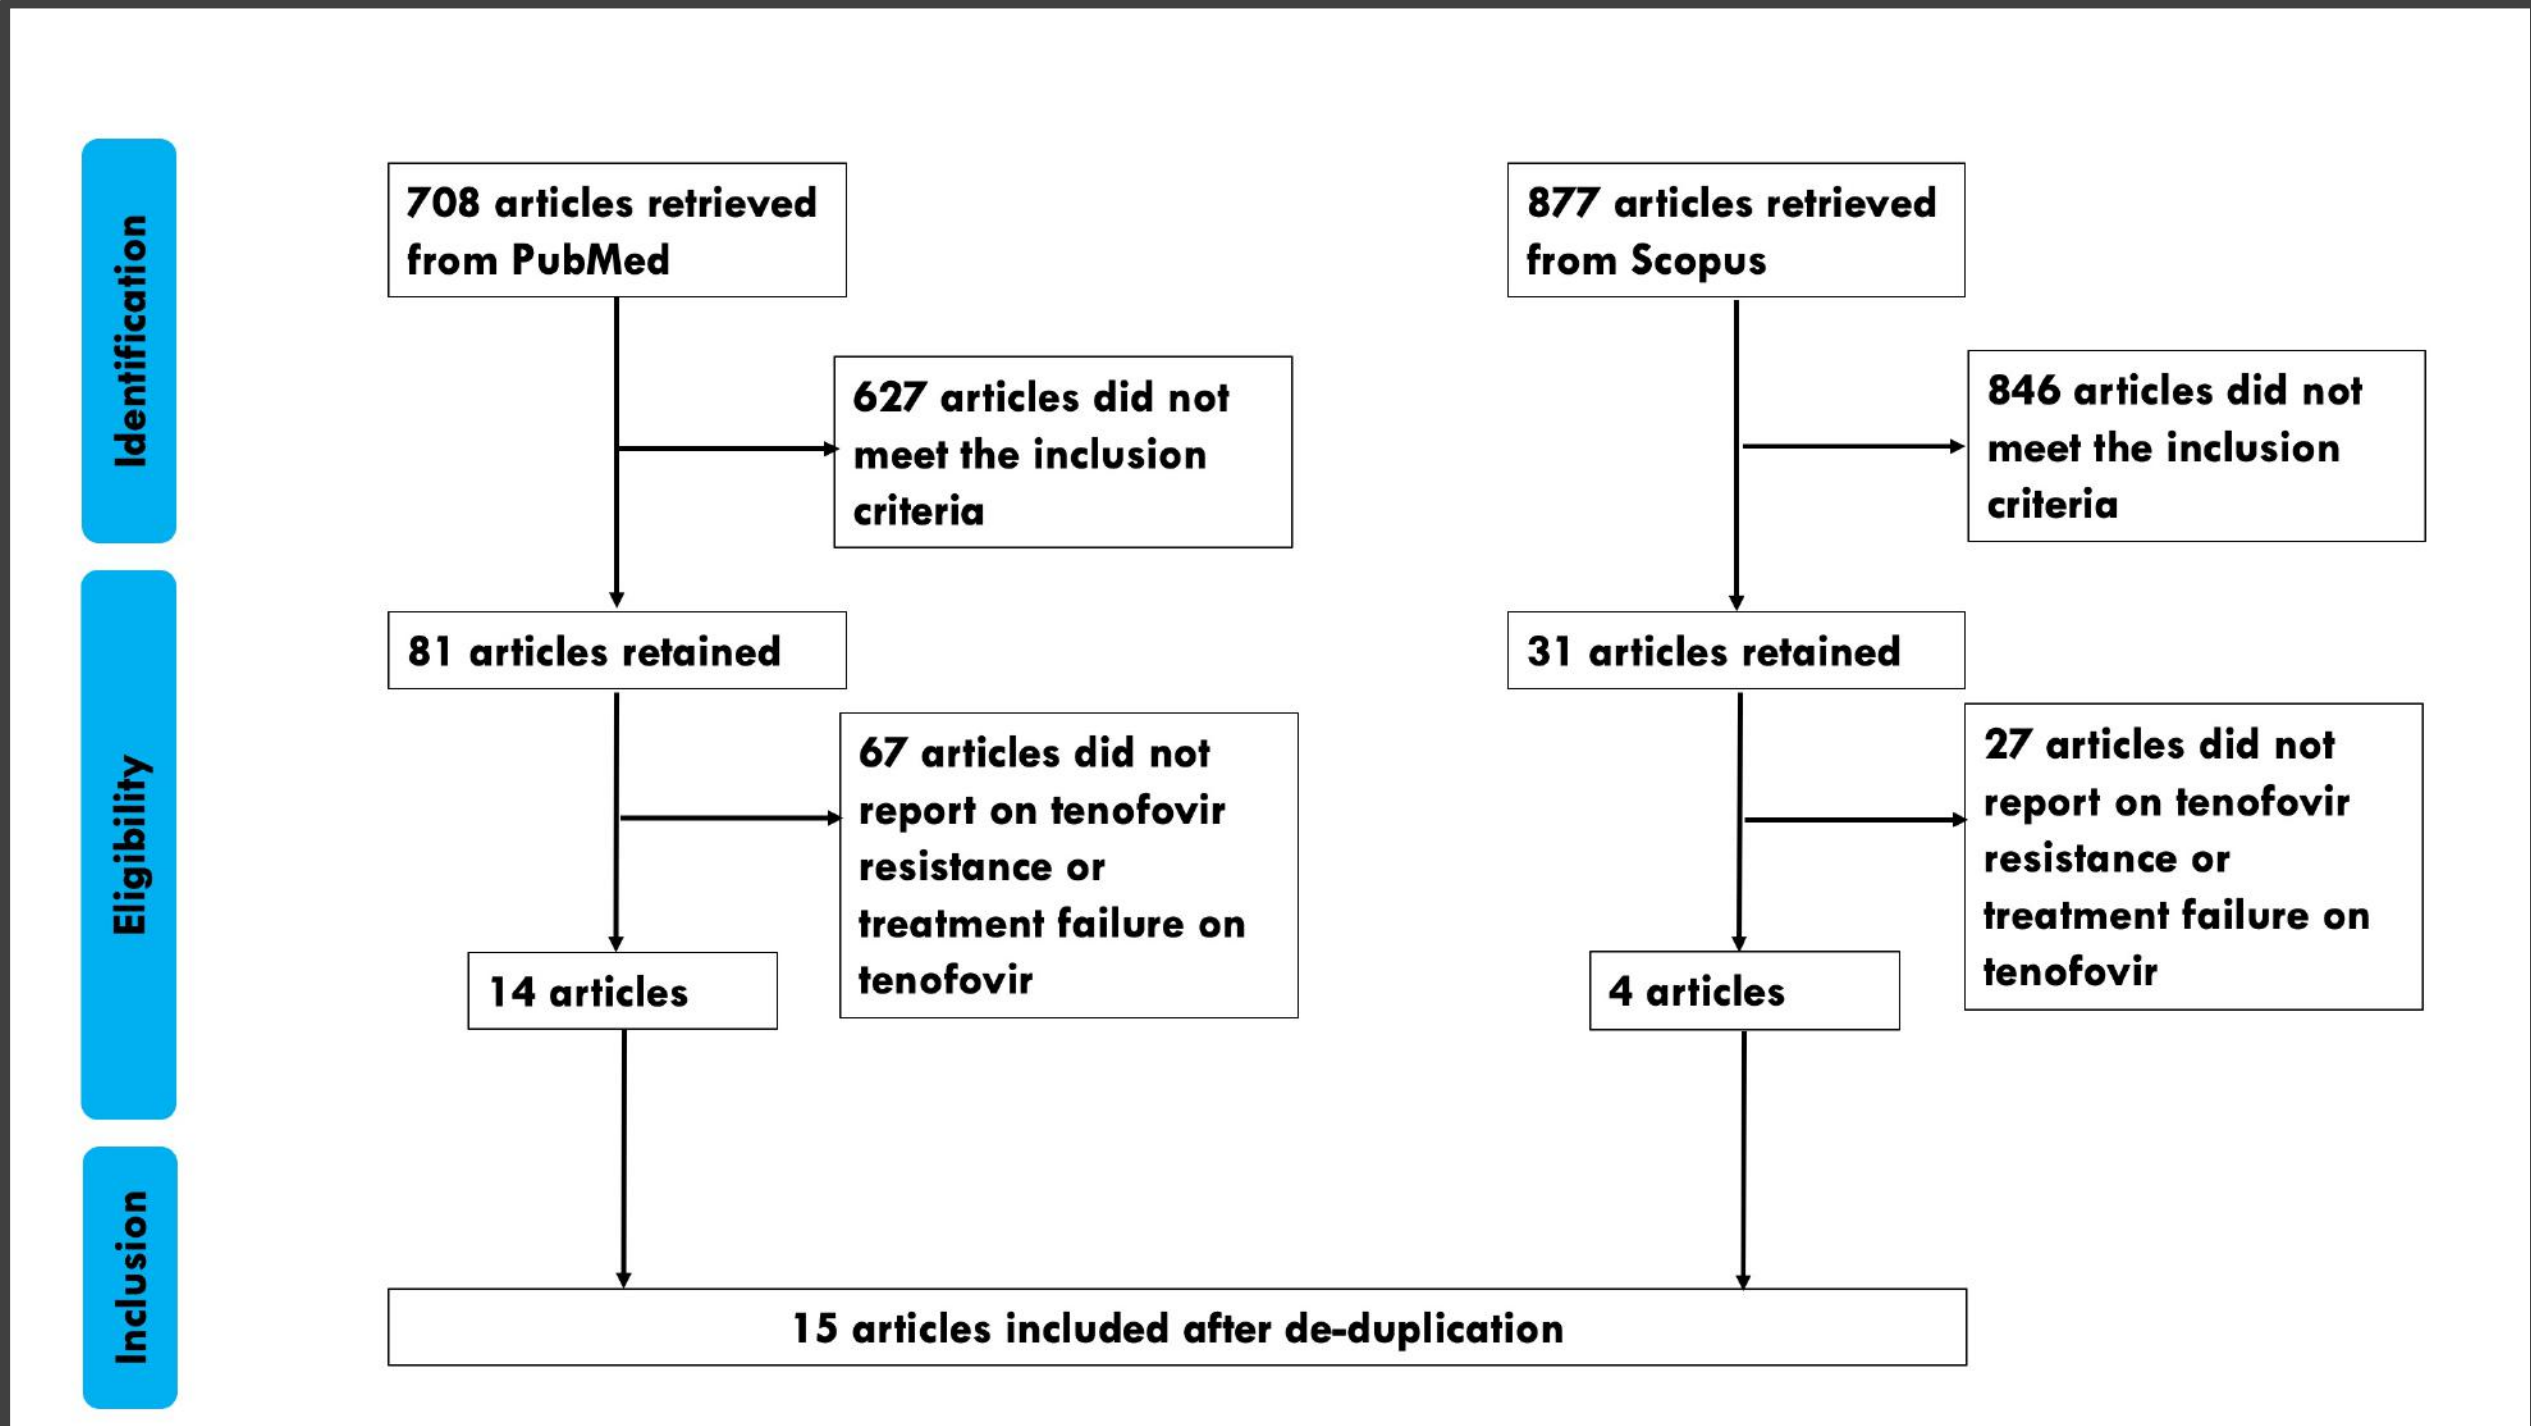 Identification
708 articles retrieved
from PubMed
877 articles retrieved
from Scopus
627 articles did not
meet the inclusion
criteria
846 articles did not
meet the inclusion
criteria
Eligibility
81 articles retained
31 articles retained
67 articles did not
report on tenofovir
resistance or
treatment failure on
tenofovir
27 articles did not
report on tenofovir
resistance or
treatment failure on
tenofovir
14 articles
4 articles
Inclusion
15 articles included after de-duplication